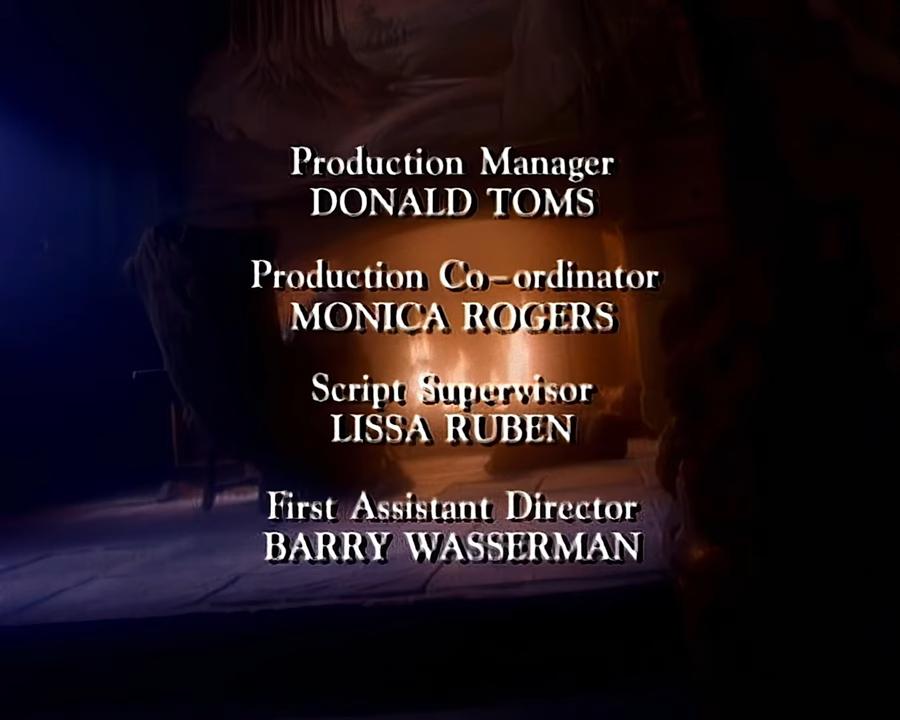 Production Manager
DONALD TOMS
Production Co-ordinator
MONICA ROGERS
Script Supervisor
LISSA RUBEN
First Assistant Director
BARRY WASSERMAN